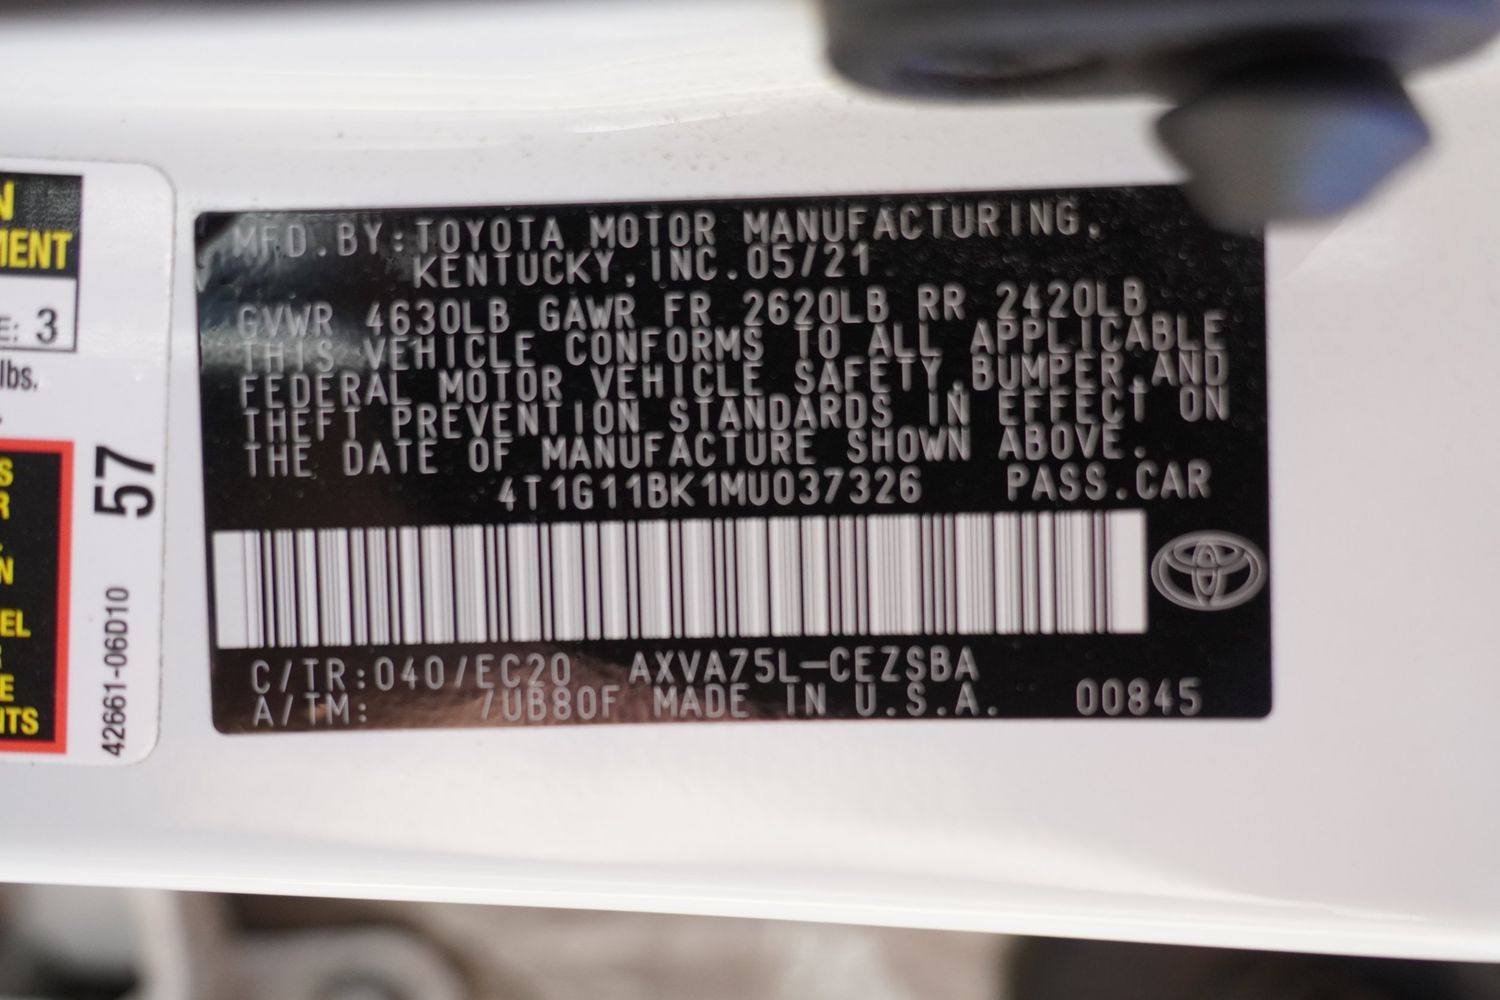 N
MENT
E: 3
lbs.
S
R
N
EL
E
NTS
57
42661-06D10
MFD.BY:TOYOTA MOTOR MANUFACTURING,
KENTUCKY,INC.05/21
GVWR 4630LB GAWR FR 2620LB RR 2420LB
THIS VEHICLE CONFORMS TO ALL APPLICABLE
FEDERAL MOTOR VEHICLE SAFETY,BUMPER,AND
THEFT PREVENTION STANDARDS IN EFFECT ON
THE DATE OF MANUFACTURE SHOWN ABOVE.
4T1G11BK1MU037326 PASS.CAR
C/TR:040/EC20 AXVA75L-CEZSBA
A/TM: /UB80F MADE IN U.S.A. 00845